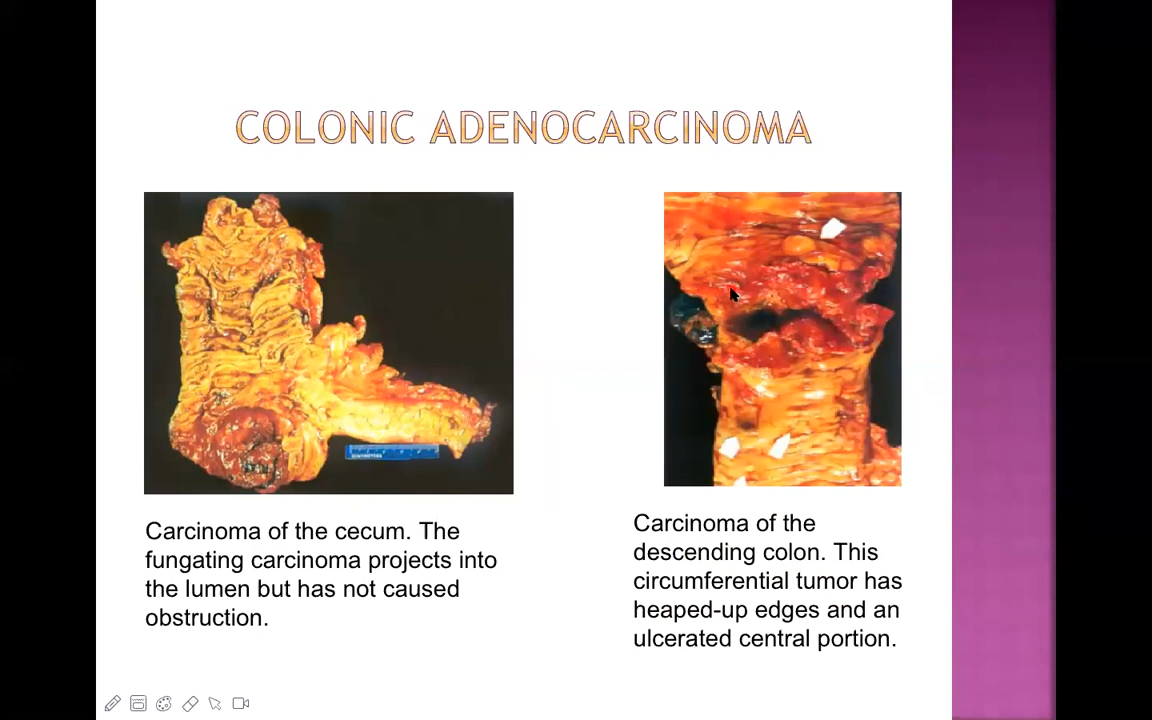 COLONIC ADENOCARCINOMA
Carcinoma of the cecum. The
fungating carcinoma projects into
the lumen but has not caused
obstruction.
Carcinoma of the
descending colon. This
circumferential tumor has
heaped-up edges and an
ulcerated central portion.